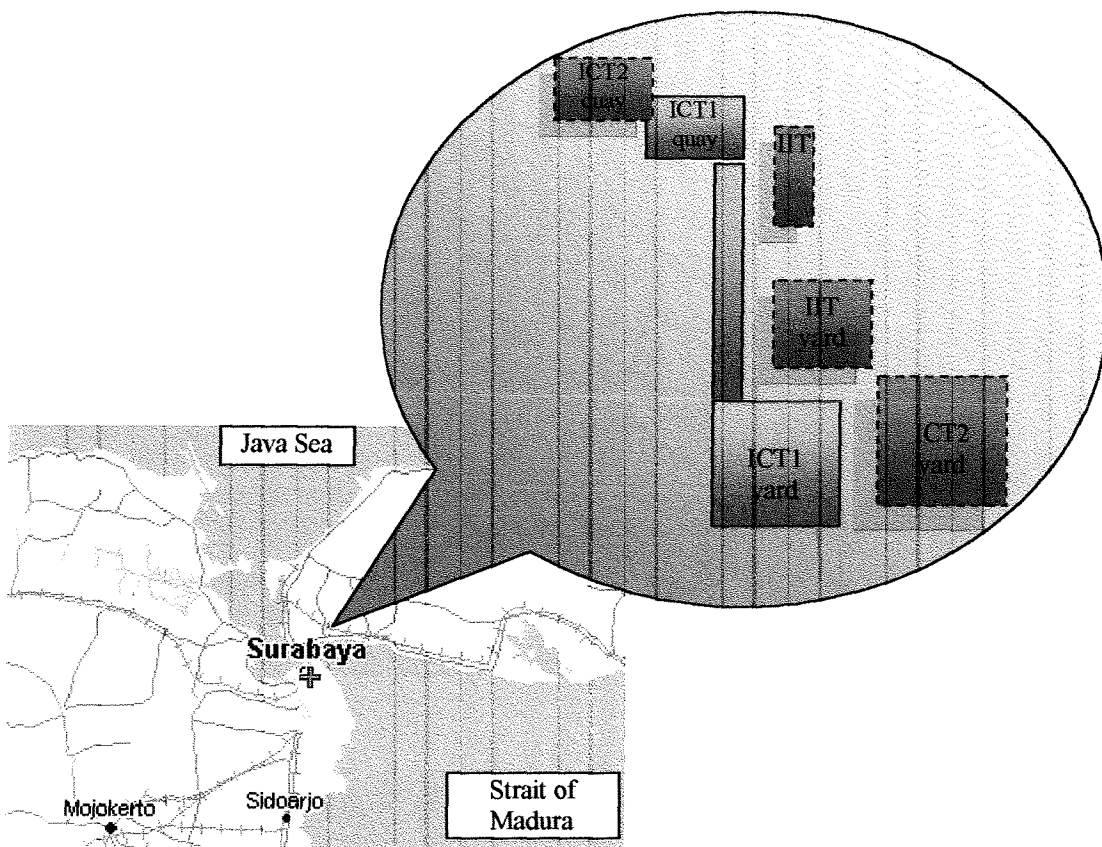 ICT2
quay
ICT1
quay
IIT
IIT
yard
ICT2
yard
ICT1
yard
Java Sea
Surabaya
Strait of
Madura
Mojokerto
Sidoarjo